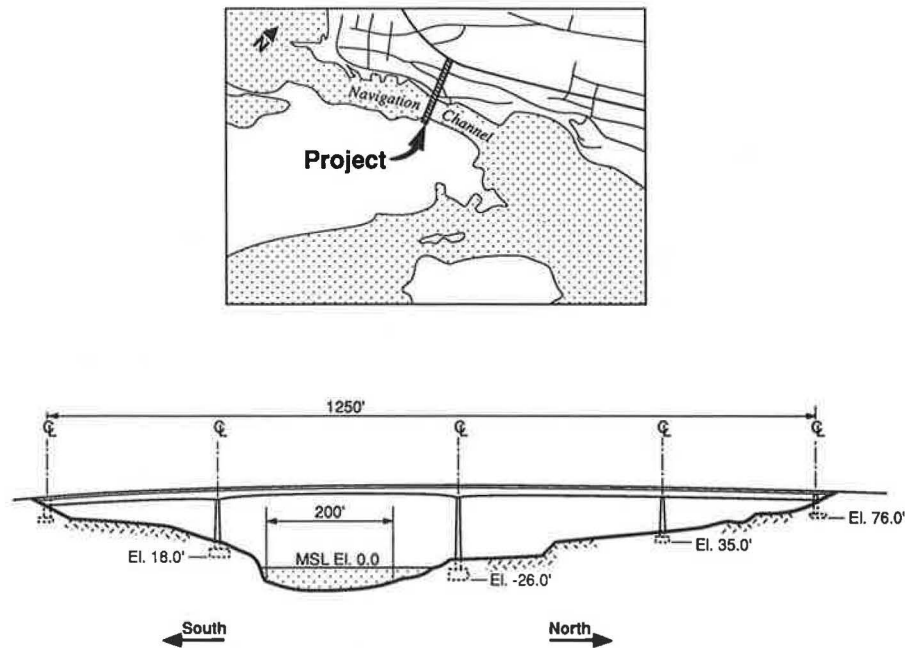 N
Navigation
Channel
Project
1250'
℄ ℄ ℄ ℄ ℄
200'
El. 76.0'
El. 18.0'
MSL El. 0.0
El. 35.0'
El. -26.0'
South
North